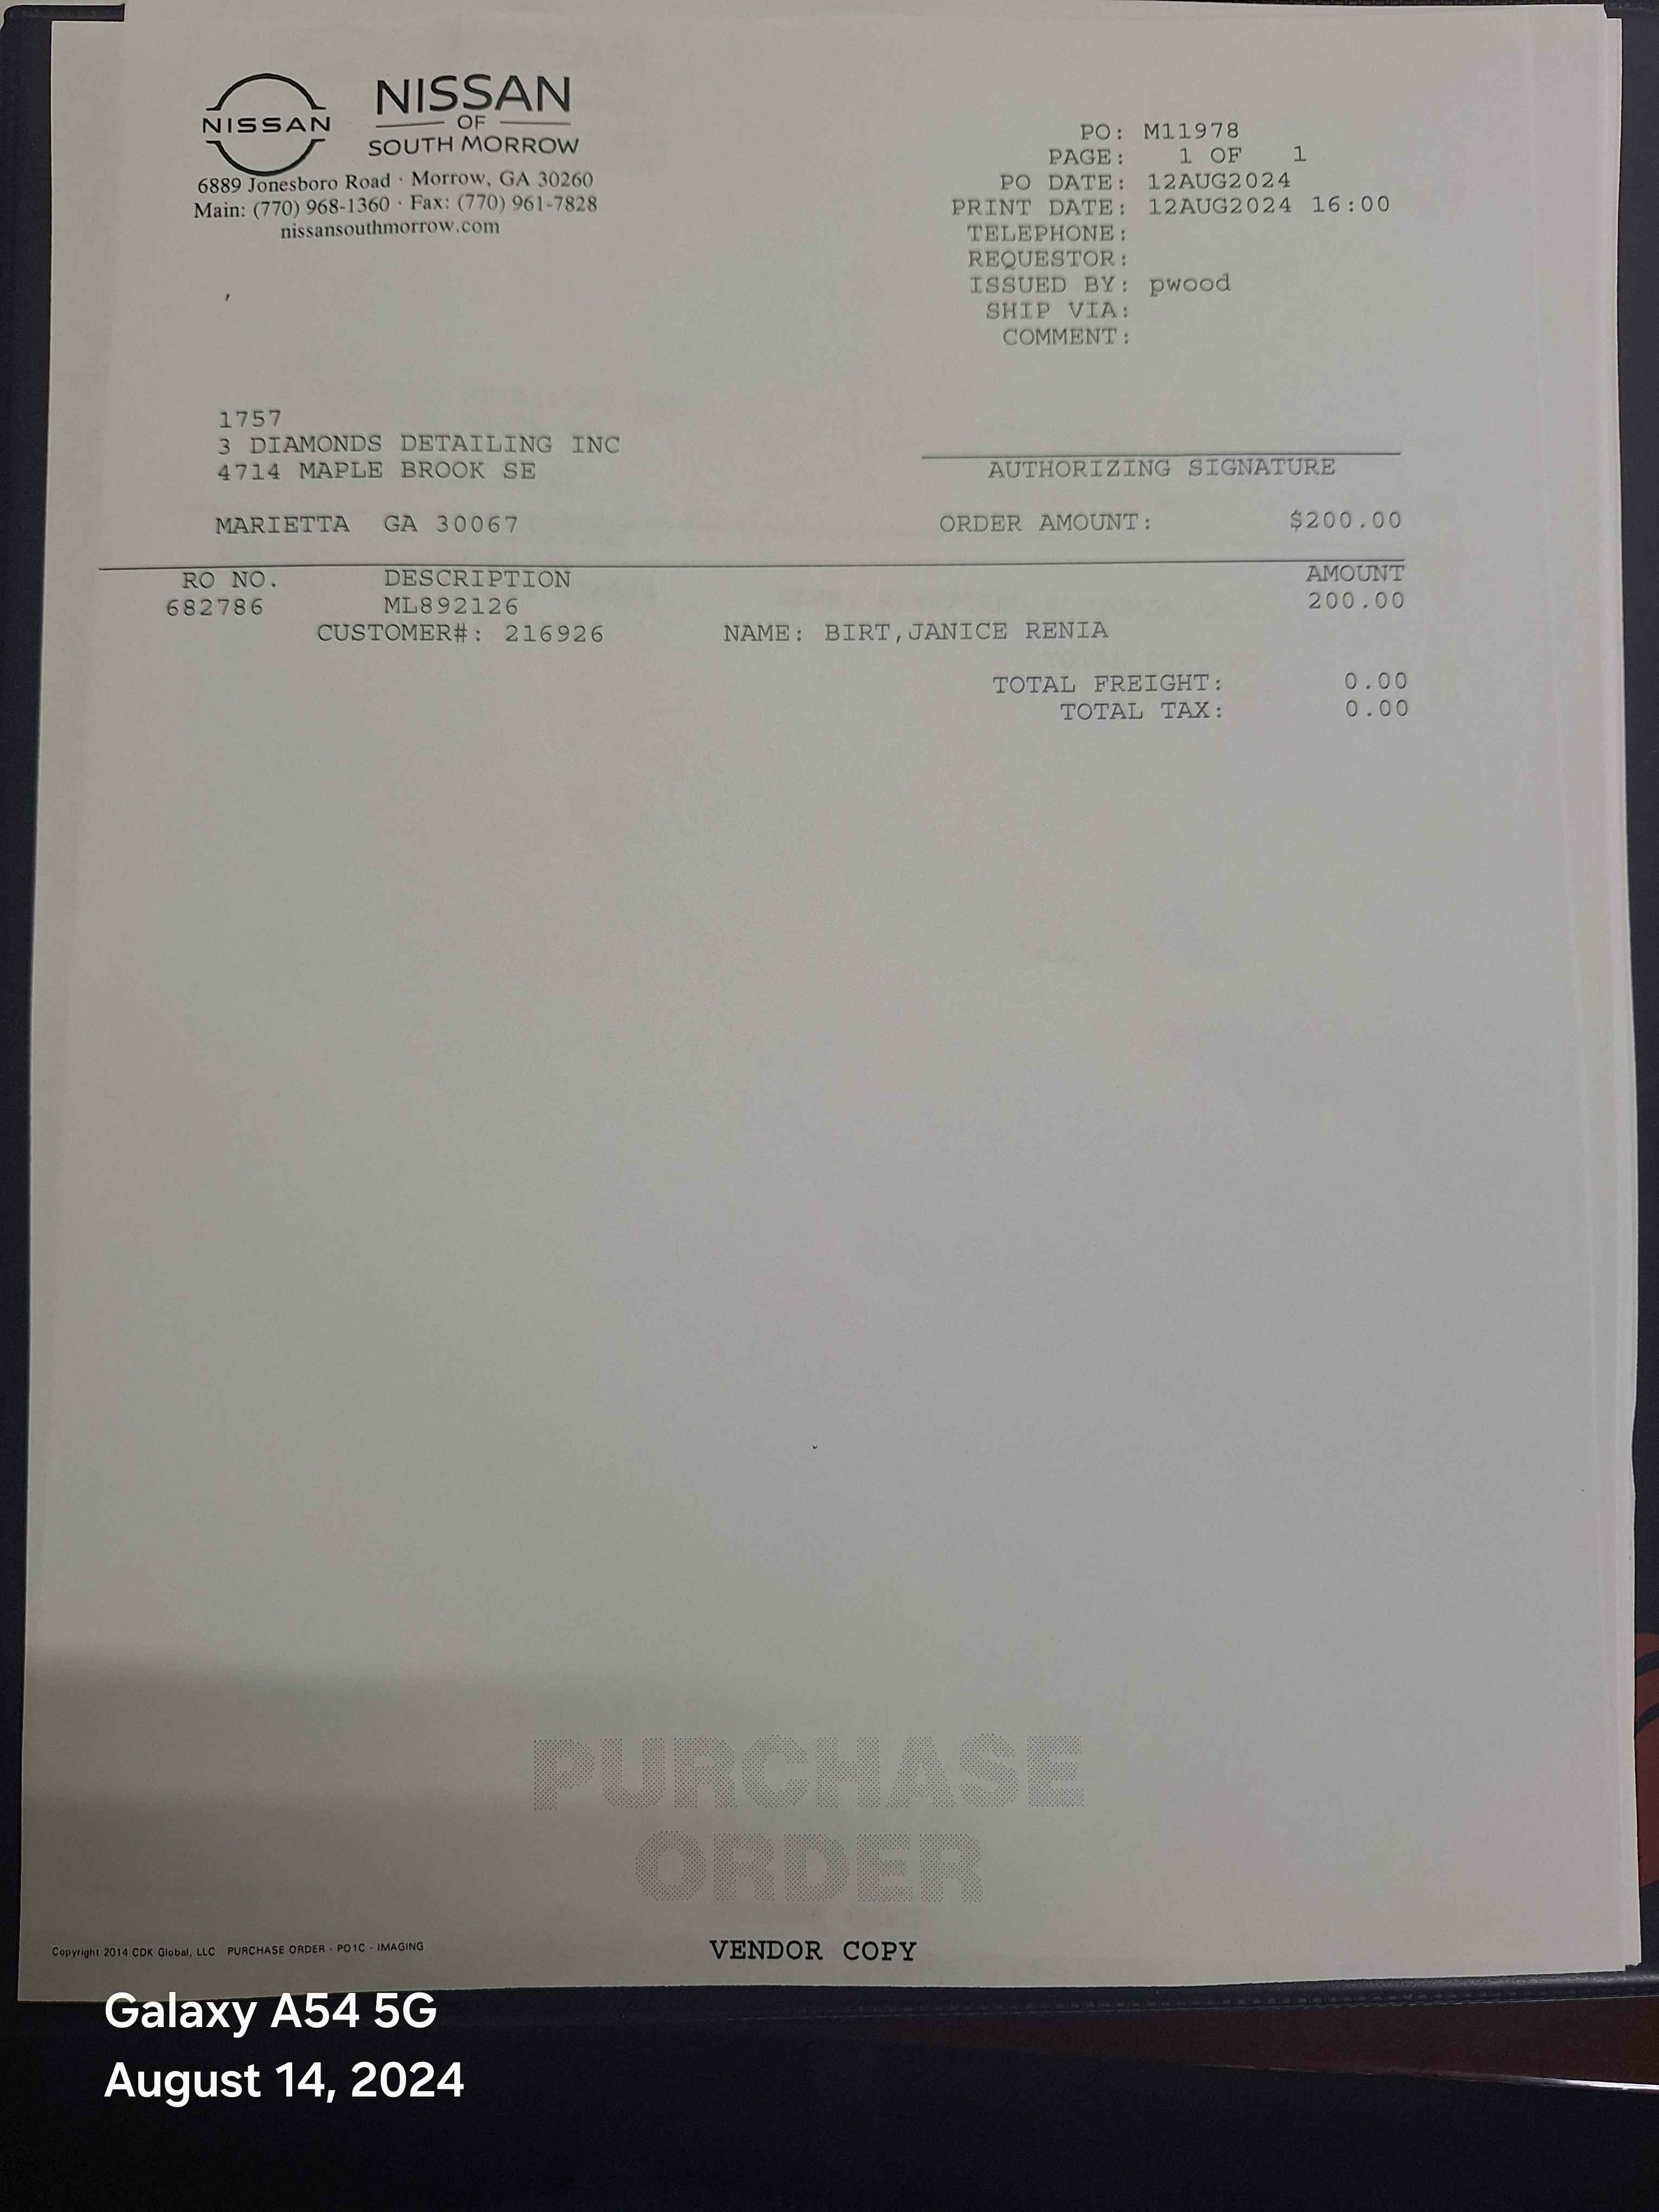 NISSAN
NISSAN
OF
SOUTH MORROW
6889 Jonesboro Road · Morrow, GA 30260
Main: (770) 968-1360 · Fax: (770) 961-7828
nissansouthmorrow.com
PO: M11978
PAGE: 1 OF 1
PO DATE: 12AUG2024
PRINT DATE: 12AUG2024 16:00
TELEPHONE:
REQUESTOR:
ISSUED BY: pwood
SHIP VIA:
COMMENT:
1757
3 DIAMONDS DETAILING INC
4714 MAPLE BROOK SE
MARIETTA GA 30067
AUTHORIZING SIGNATURE
ORDER AMOUNT: $200.00
RO NO. DESCRIPTION AMOUNT
682786 ML892126 200.00
CUSTOMER#: 216926 NAME: BIRT,JANICE RENIA
TOTAL FREIGHT: 0.00
TOTAL TAX: 0.00
PURCHASE
ORDER
Copyright 2014 CDK Global, LLC PURCHASE ORDER - PO1C - IMAGING
VENDOR COPY
Galaxy A54 5G
August 14, 2024